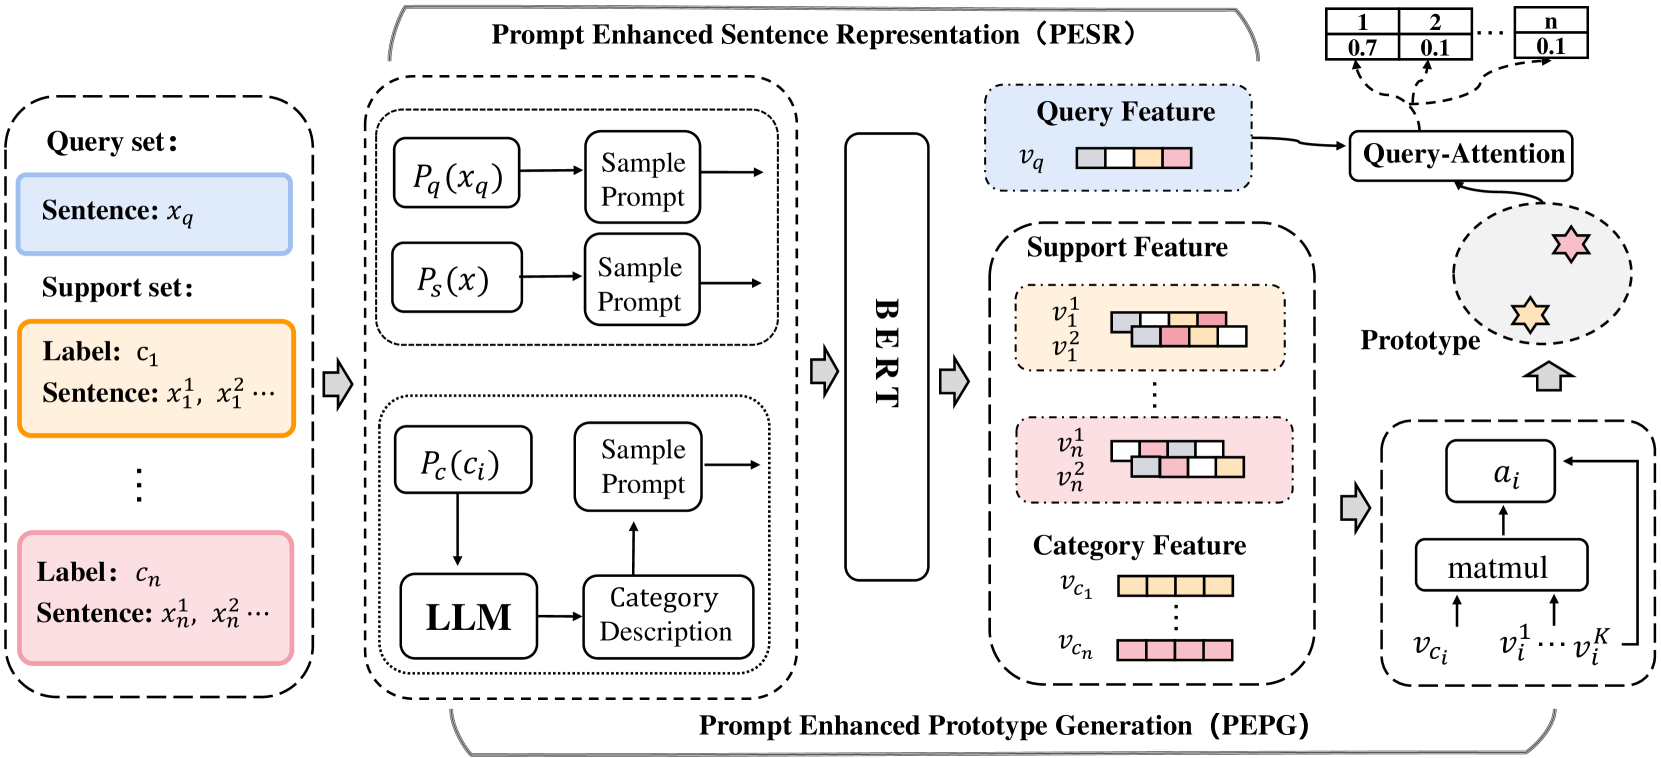 Prompt Enhanced Sentence Representation（PESR）
Query set：
Sentence: x_q
Support set：
Label: c_1
Sentence: x_1^1, x_1^2 ···
⋮
Label: c_n
Sentence: x_n^1, x_n^2 ···
P_q(x_q)
Sample
Prompt
P_s(x)
Sample
Prompt
P_c(c_i)
Sample
Prompt
LLM
Category
Description
BERT
Query Feature
v_q
Support Feature
v_1^1
v_1^2
⋮
v_n^1
v_n^2
Category Feature
v_{c_1}
⋮
v_{c_n}
1 2 ··· n
0.7 0.1 0.1
Query-Attention
Prototype
a_i
matmul
v_{c_i} v_i^1 ··· v_i^K
Prompt Enhanced Prototype Generation（PEPG）